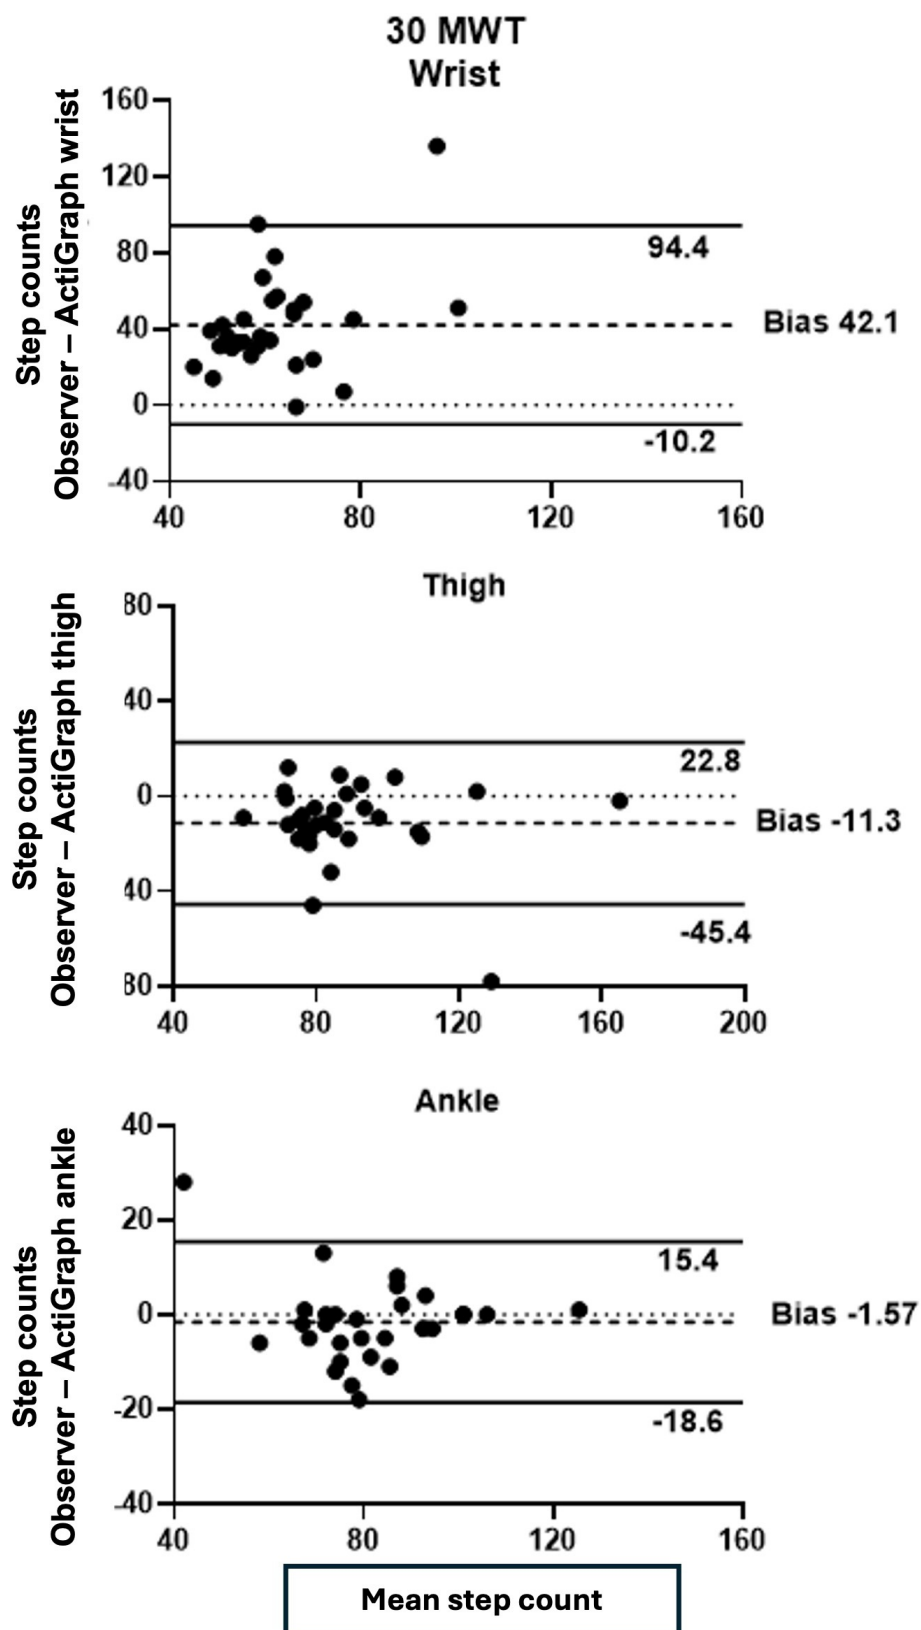 30 MWT
Wrist
Step counts
Observer – ActiGraph wrist
160
120
80
40
0
-40
94.4
Bias 42.1
-10.2
40 80 120 160
Thigh
Step counts
Observer – ActiGraph thigh
80
40
0
40
80
22.8
Bias -11.3
-45.4
40 80 120 160 200
Ankle
Step counts
Observer – ActiGraph ankle
40
20
0
-20
-40
15.4
Bias -1.57
-18.6
40 80 120 160
Mean step count